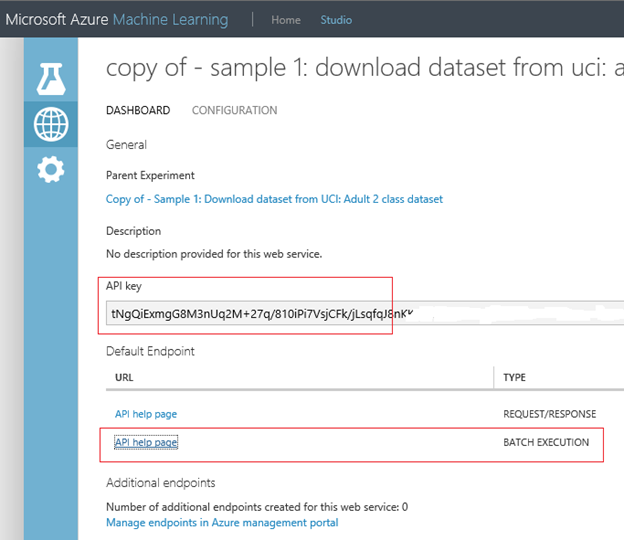 Microsoft Azure Machine Learning | Home Studio
copy of - sample 1: download dataset from uci: a
DASHBOARD CONFIGURATION
General
Parent Experiment
Copy of - Sample 1: Download dataset from UCI: Adult 2 class dataset
Description
No description provided for this web service.
API key
tNgQiExmgG8M3nUq2M+27q/810iPi7VsjCFk/jLsqfqJ8nK
Default Endpoint
URL TYPE
API help page REQUEST/RESPONSE
API help page BATCH EXECUTION
Additional endpoints
Number of additional endpoints created for this web service: 0
Manage endpoints in Azure management portal